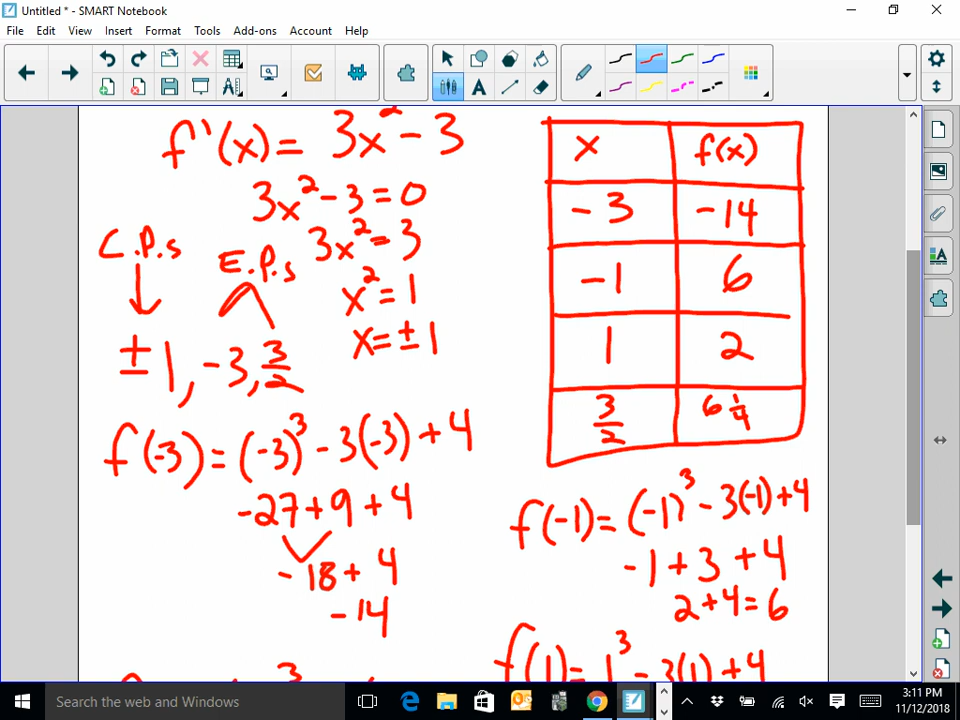 Untitled * - SMART Notebook
File Edit View Insert Format Tools Add-ons Account Help
f'(x) = 3x² - 3
3x² - 3 = 0
3x² = 3
x² = 1
x = ± 1
C.P.s
E.P.s
± 1, -3, 3/2
x f(x)
-3 -14
-1 6
1 2
3/2 6 1/4
f(-3) = (-3)³ - 3(-3) + 4
-27 + 9 + 4
-18 + 4
-14
f(-1) = (-1)³ - 3(-1) + 4
-1 + 3 + 4
2 + 4 = 6
f(1) = 1³ - 3(1) + 4
3
Search the web and Windows
3:11 PM
11/12/2018